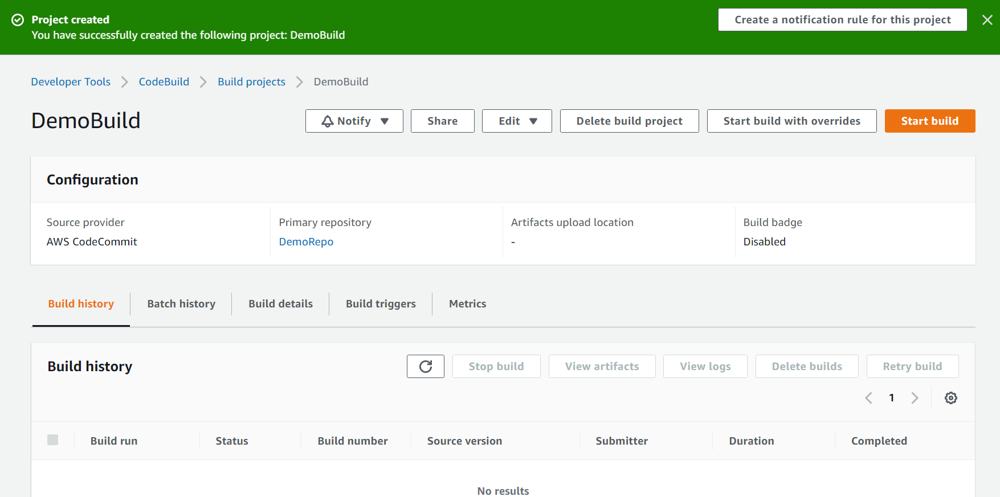 Project created
You have successfully created the following project: DemoBuild
Create a notification rule for this project
Developer Tools
CodeBuild
Build projects
DemoBuild
DemoBuild
Notify
Share
Edit
Delete build project
Start build with overrides
Start build
Configuration
Source provider
AWS CodeCommit
Primary repository
DemoRepo
Artifacts upload location
-
Build badge
Disabled
Build history
Batch history
Build details
Build triggers
Metrics
Build history
Stop build
View artifacts
View logs
Delete builds
Retry build
1
Build run
Status
Build number
Source version
Submitter
Duration
Completed
No results